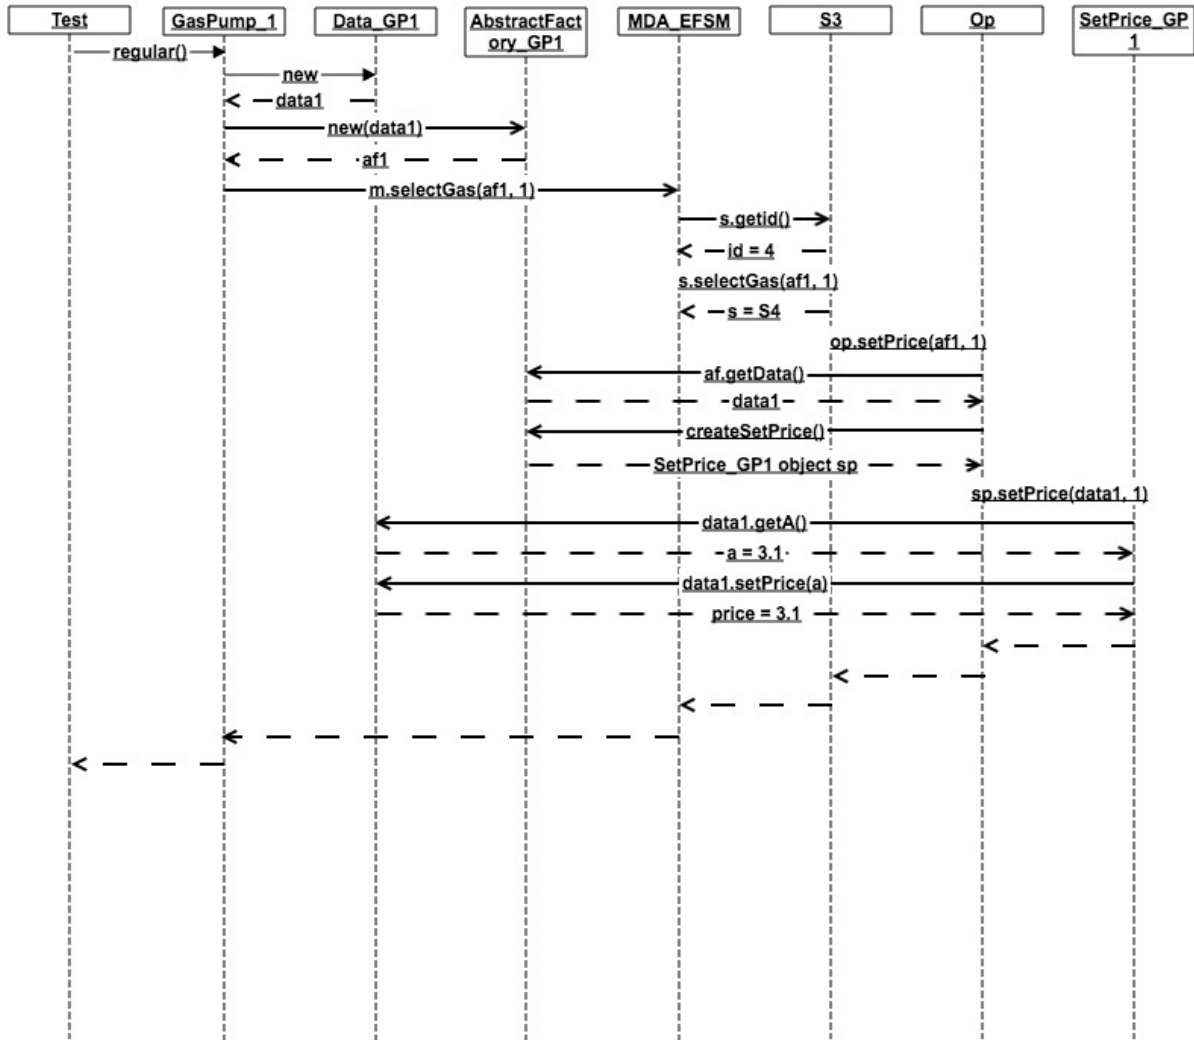 Test
GasPump_1
Data_GP1
AbstractFact
ory_GP1
MDA_EFSM
S3
Op
SetPrice_GP
1
regular()
new
data1
new(data1)
af1
m.selectGas(af1, 1)
s.getid()
id = 4
s.selectGas(af1, 1)
s = S4
op.setPrice(af1, 1)
af.getData()
data1
createSetPrice()
SetPrice_GP1 object sp
sp.setPrice(data1, 1)
data1.getA()
a = 3.1
data1.setPrice(a)
price = 3.1